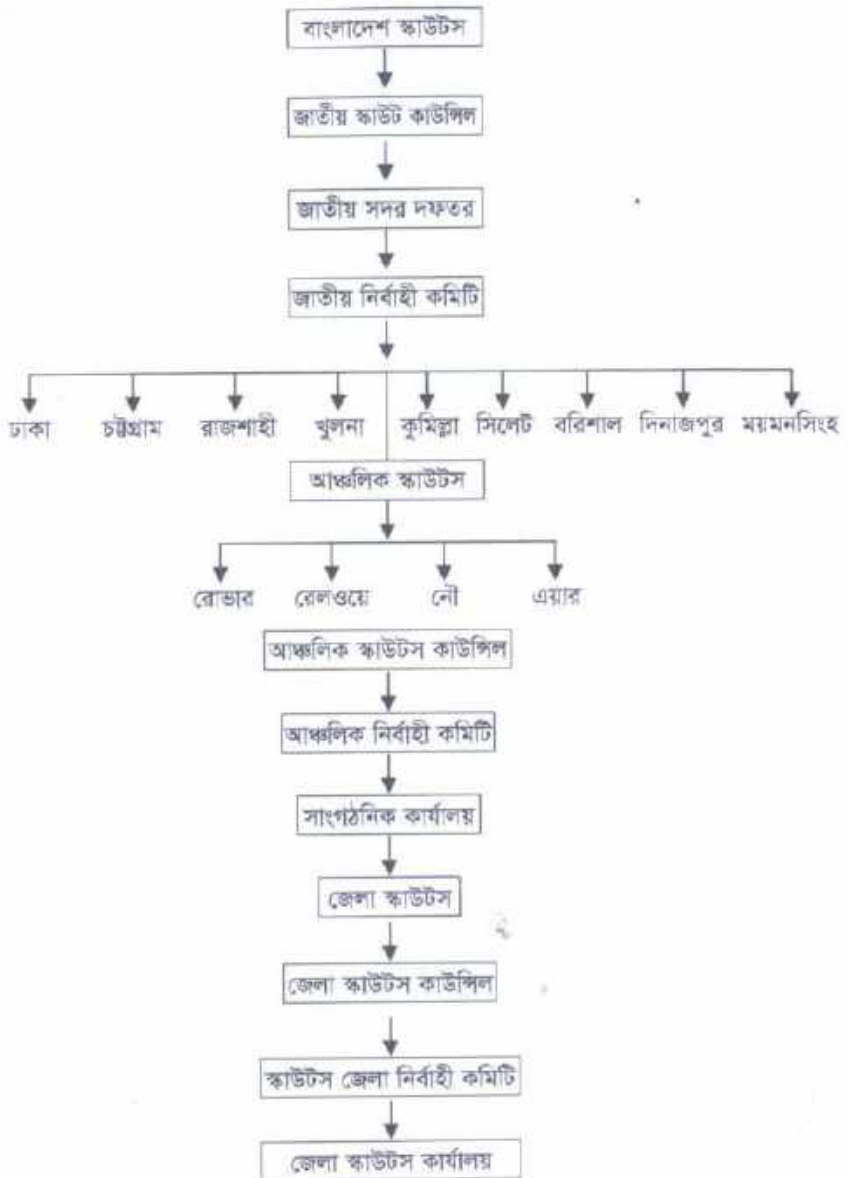 বাংলাদেশ স্কাউটস
জাতীয় স্কাউট কাউন্সিল
জাতীয় সদর দফতর
জাতীয় নির্বাহী কমিটি
ঢাকা চট্টগ্রাম রাজশাহী খুলনা কুমিল্লা সিলেট বরিশাল দিনাজপুর ময়মনসিংহ
আঞ্চলিক স্কাউটস
রোভার রেলওয়ে নৌ এয়ার
আঞ্চলিক স্কাউটস কাউন্সিল
আঞ্চলিক নির্বাহী কমিটি
সাংগঠনিক কার্যালয়
জেলা স্কাউটস
জেলা স্কাউটস কাউন্সিল
স্কাউটস জেলা নির্বাহী কমিটি
জেলা স্কাউটস কার্যালয়